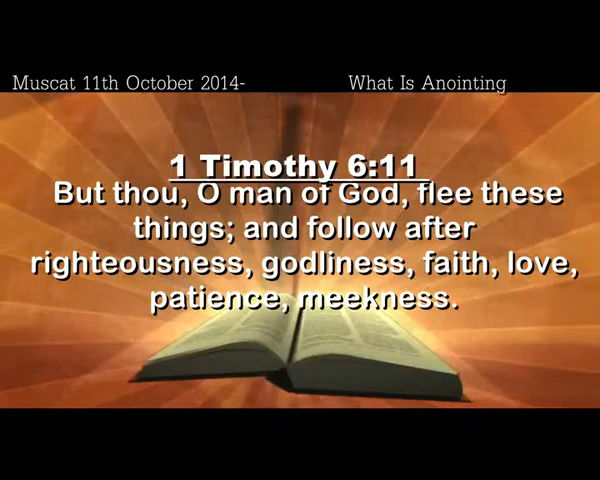 Muscat 11th October 2014- What Is Anointing
1 Timothy 6:11
But thou, O man of God, flee these
things; and follow after
righteousness, godliness, faith, love,
patience, meekness.